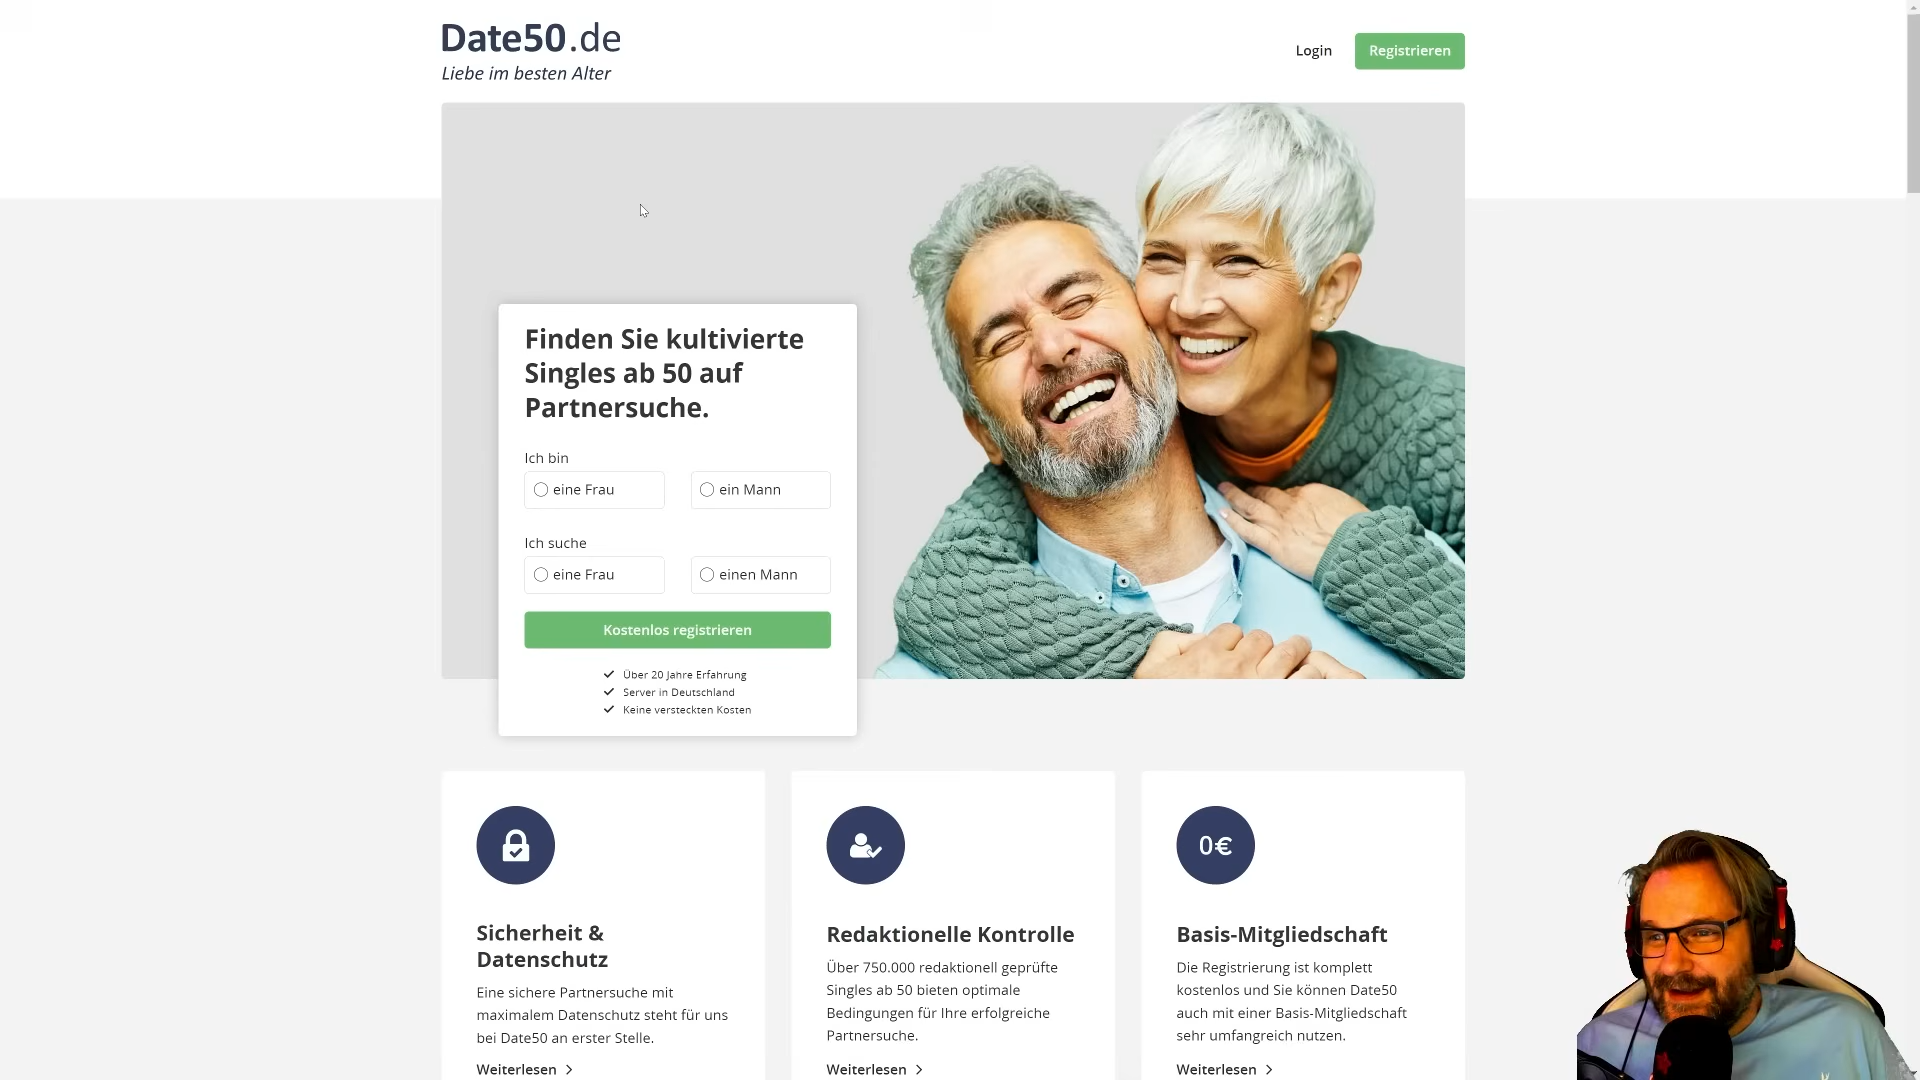 Date50.de
Liebe im besten Alter
Login
Registrieren
Finden Sie kultivierte
Singles ab 50 auf
Partnersuche.
Ich bin
eine Frau
ein Mann
Ich suche
eine Frau
einen Mann
Kostenlos registrieren
Über 20 Jahre Erfahrung
Server in Deutschland
Keine versteckten Kosten
Sicherheit &
Datenschutz
Eine sichere Partnersuche mit
maximalem Datenschutz steht für uns
bei Date50 an erster Stelle.
Weiterlesen
Redaktionelle Kontrolle
Über 750.000 redaktionell geprüfte
Singles ab 50 bieten optimale
Bedingungen für Ihre erfolgreiche
Partnersuche.
Weiterlesen
0€
Basis-Mitgliedschaft
Die Registrierung ist komplett
kostenlos und Sie können Date50
auch mit einer Basis-Mitgliedschaft
sehr umfangreich nutzen.
Weiterlesen